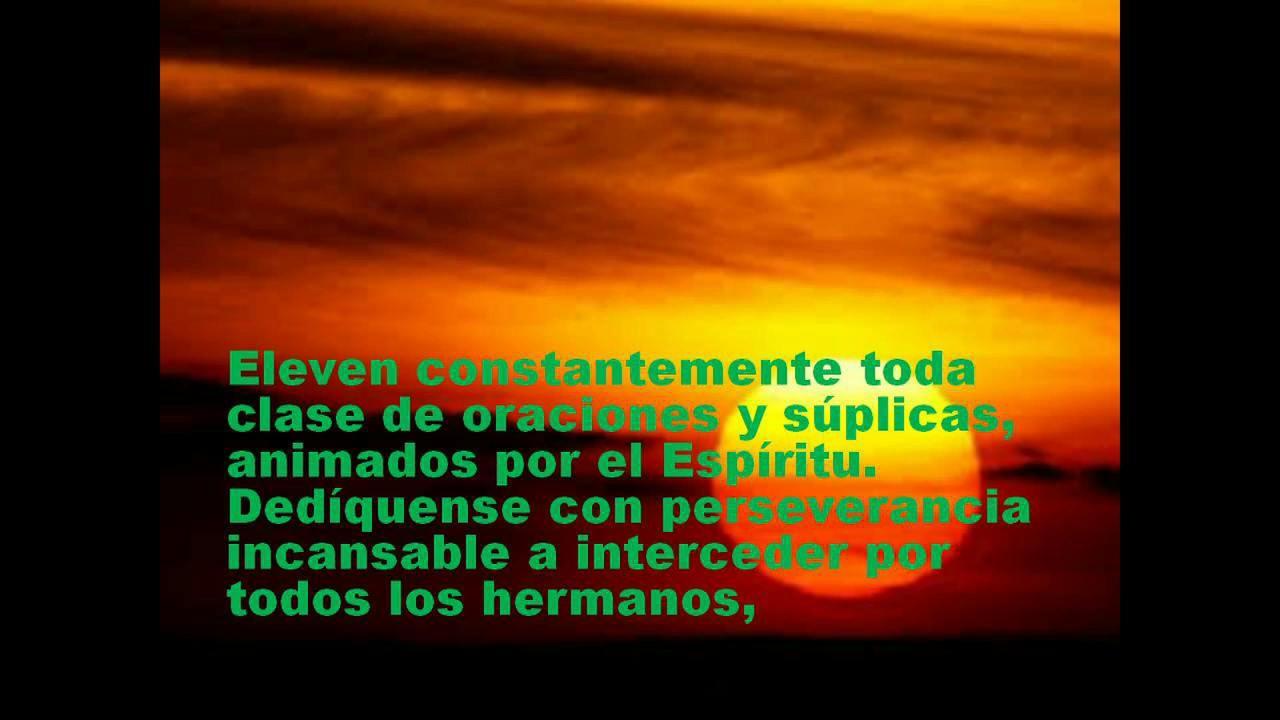 Eleven constantemente toda
clase de oraciones y súplicas,
animados por el Espíritu.
Dedíquense con perseverancia
incansable a interceder por
todos los hermanos,